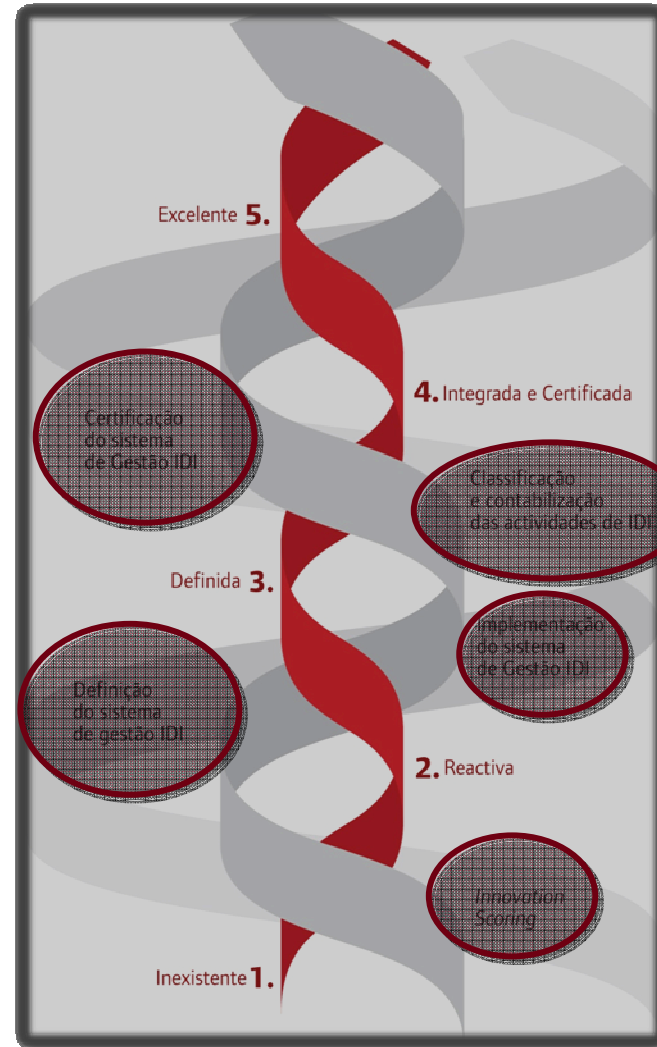 Excelente 5.
4. Integrada e Certificada
Certificação
do sistema
de Gestão IDI
Classificação
e contabilização
das actividades de IDI
Definida 3.
Implementação
do sistema
de Gestão IDI
Definição
do sistema
de gestão IDI
2. Reactiva
Innovation
Scoring
Inexistente 1.